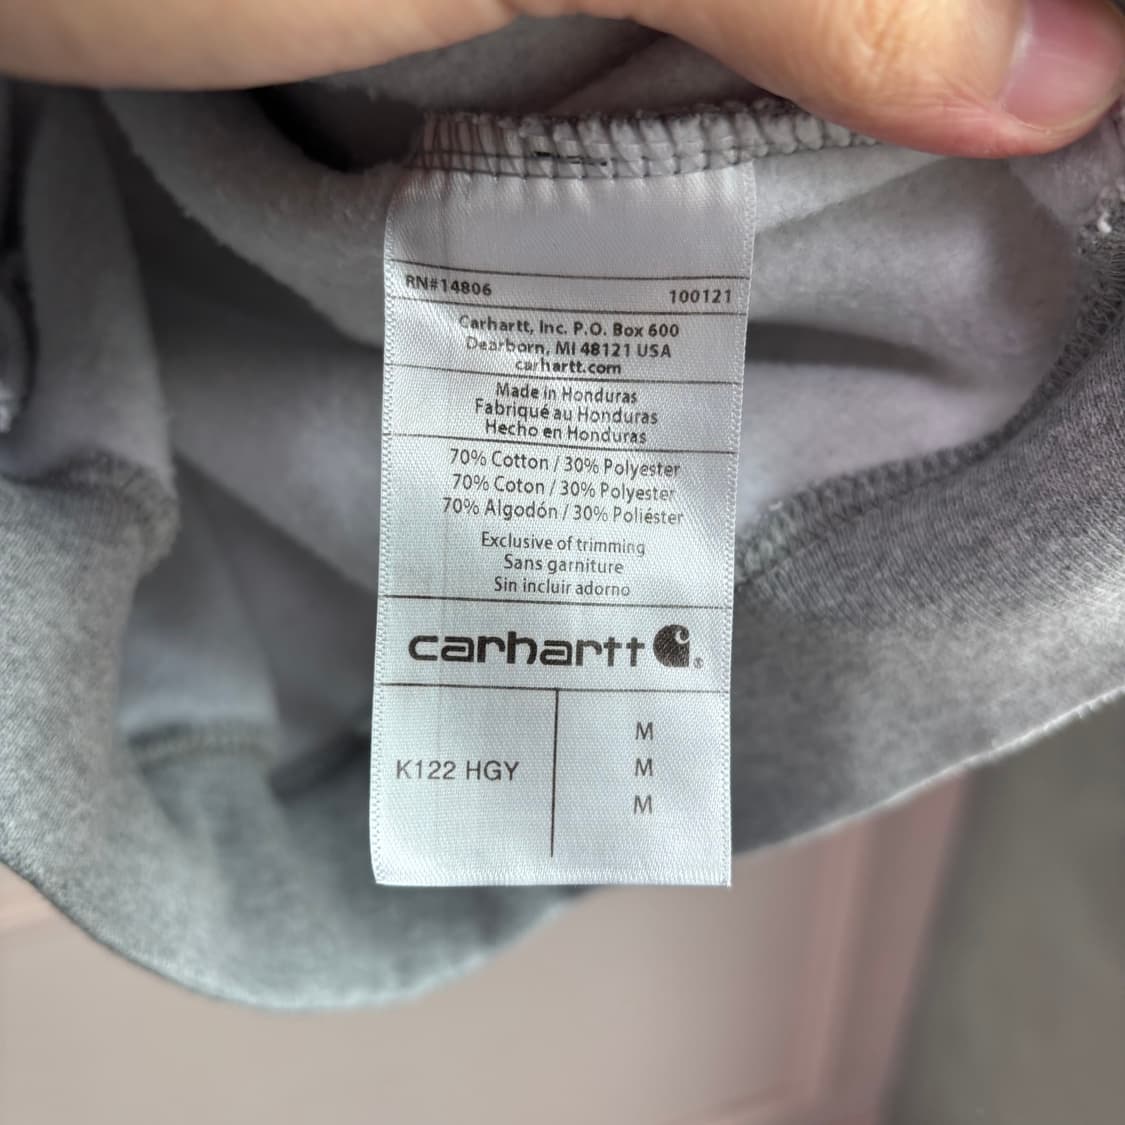 RN#14806 100121
Carhartt, Inc. P.O. Box 600
Dearborn, MI 48121 USA
carhartt.com
Made in Honduras
Fabriqué au Honduras
Hecho en Honduras
70% Cotton / 30% Polyester
70% Coton / 30% Polyester
70% Algodón / 30% Poliéster
Exclusive of trimming
Sans garniture
Sin incluir adorno
carhartt ®
K122 HGY
M
M
M